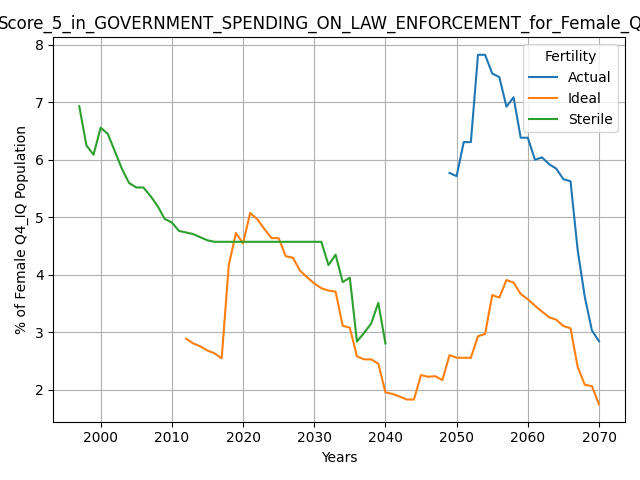 Score_5_in_GOVERNMENT_SPENDING_ON_LAW_ENFORCEMENT_for_Female_Q
Fertility
Actual
Ideal
Sterile
% of Female Q4_IQ Population
8
7
6
5
4
3
2
2000 2010 2020 2030 2040 2050 2060 2070
Years